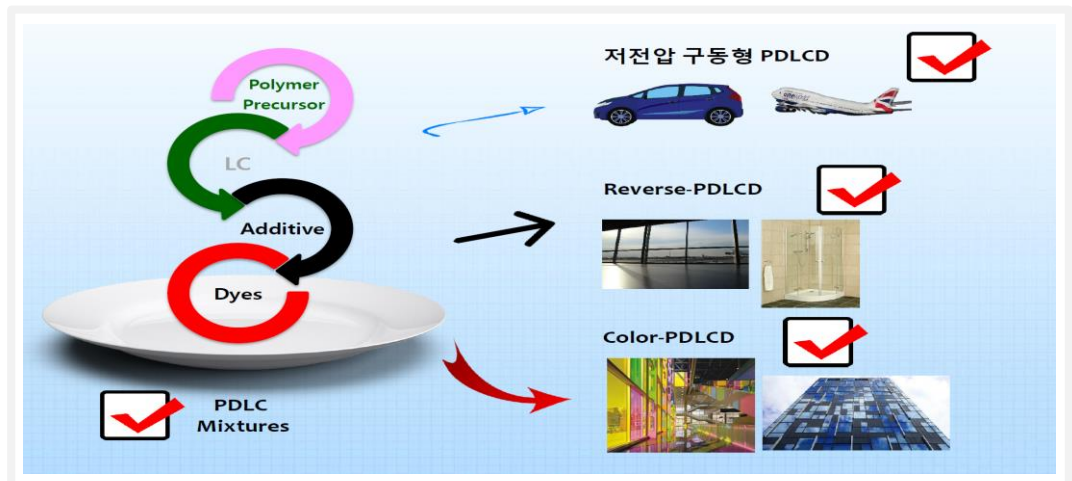 Polymer
Precursor
LC
Additive
Dyes
PDLC
Mixtures
저전압 구동형 PDLCD
Reverse-PDLCD
Color-PDLCD